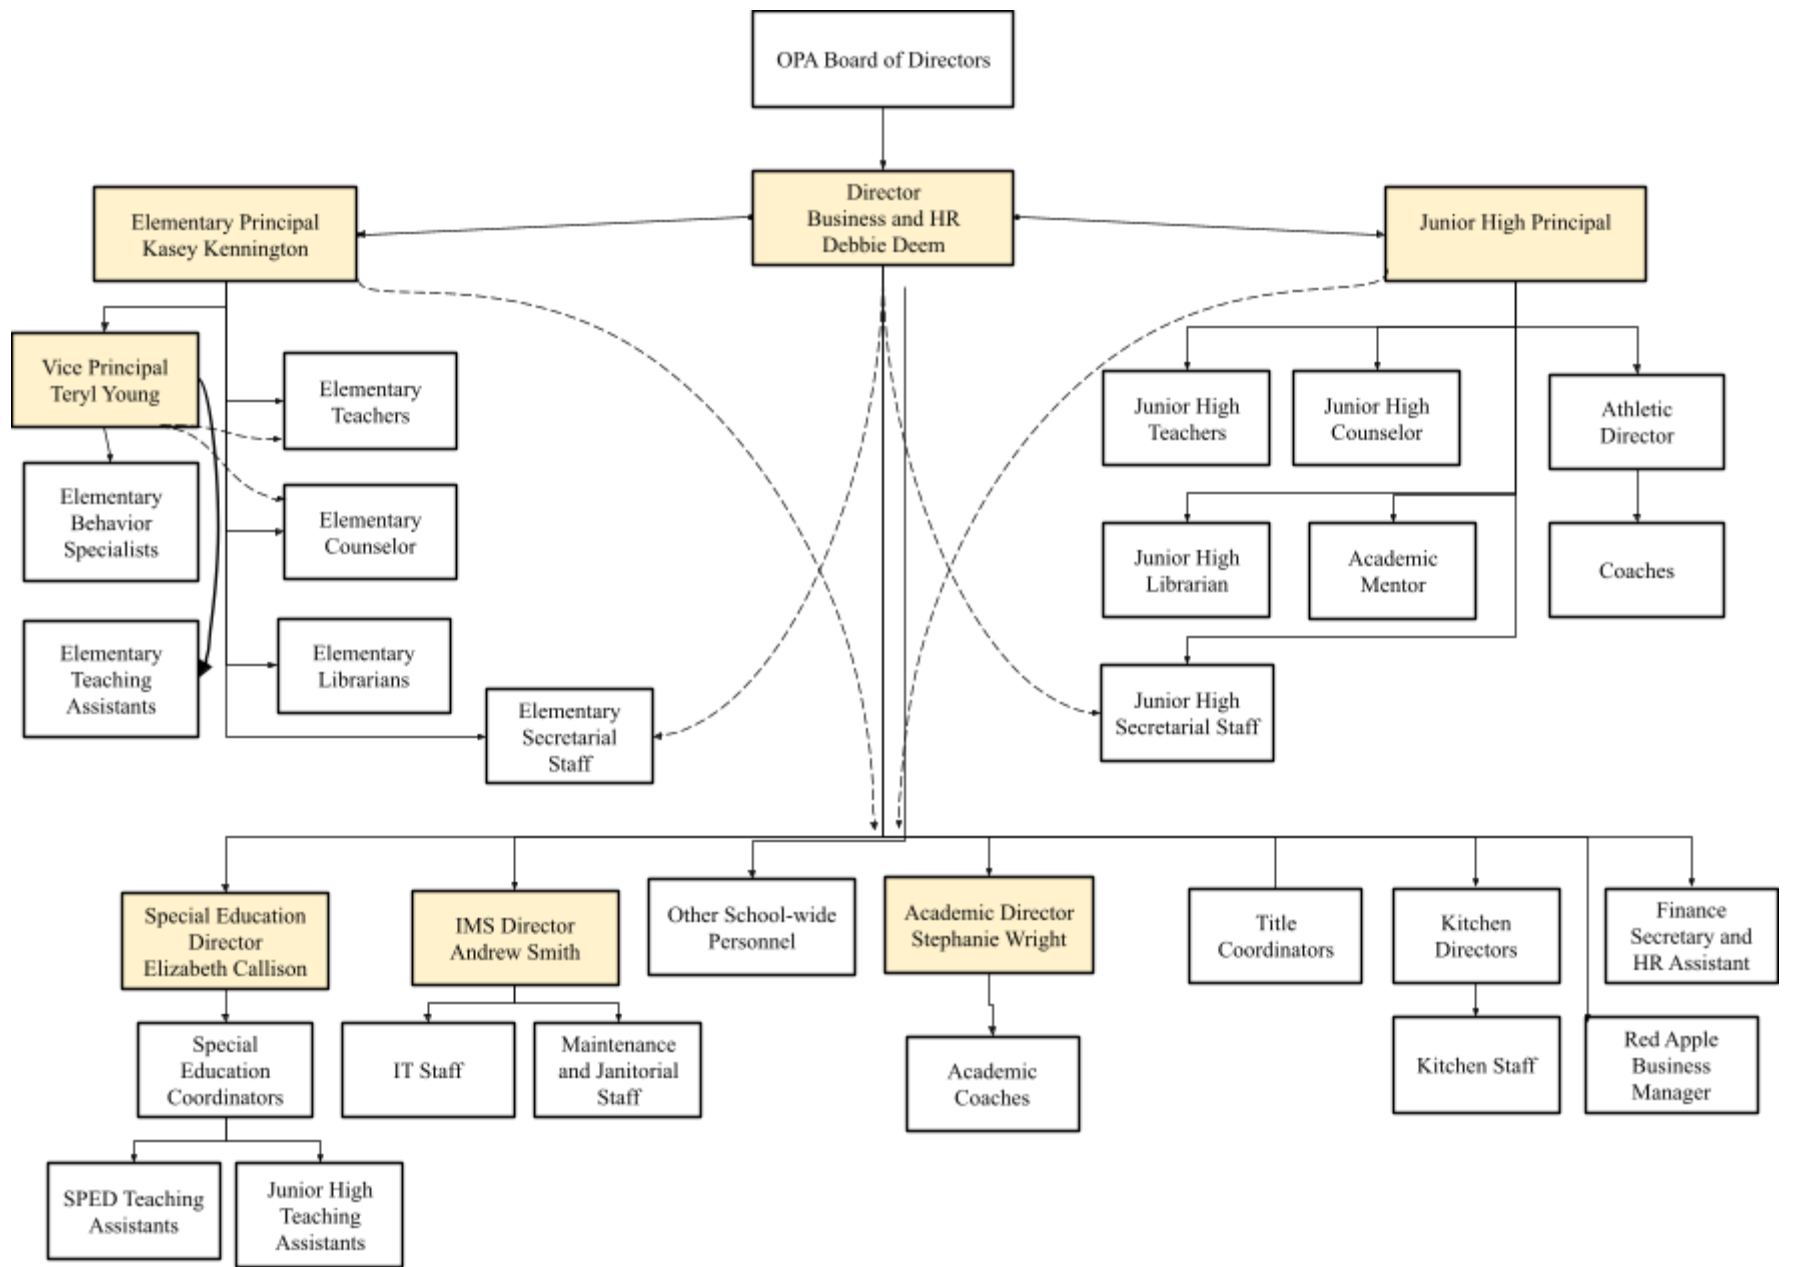 OPA Board of Directors
Director
Business and HR
Debbie Deem
Elementary Principal
Kasey Kennington
Junior High Principal
Vice Principal
Teryl Young
Elementary
Teachers
Junior High
Teachers
Junior High
Counselor
Athletic
Director
Elementary
Behavior
Specialists
Elementary
Counselor
Junior High
Librarian
Academic
Mentor
Coaches
Elementary
Teaching
Assistants
Elementary
Librarians
Elementary
Secretarial
Staff
Junior High
Secretarial Staff
Special Education
Director
Elizabeth Callison
IMS Director
Andrew Smith
Other School-wide
Personnel
Academic Director
Stephanie Wright
Title
Coordinators
Kitchen
Directors
Finance
Secretary and
HR Assistant
Special
Education
Coordinators
IT Staff
Maintenance
and Janitorial
Staff
Academic
Coaches
Kitchen Staff
Red Apple
Business
Manager
SPED Teaching
Assistants
Junior High
Teaching
Assistants